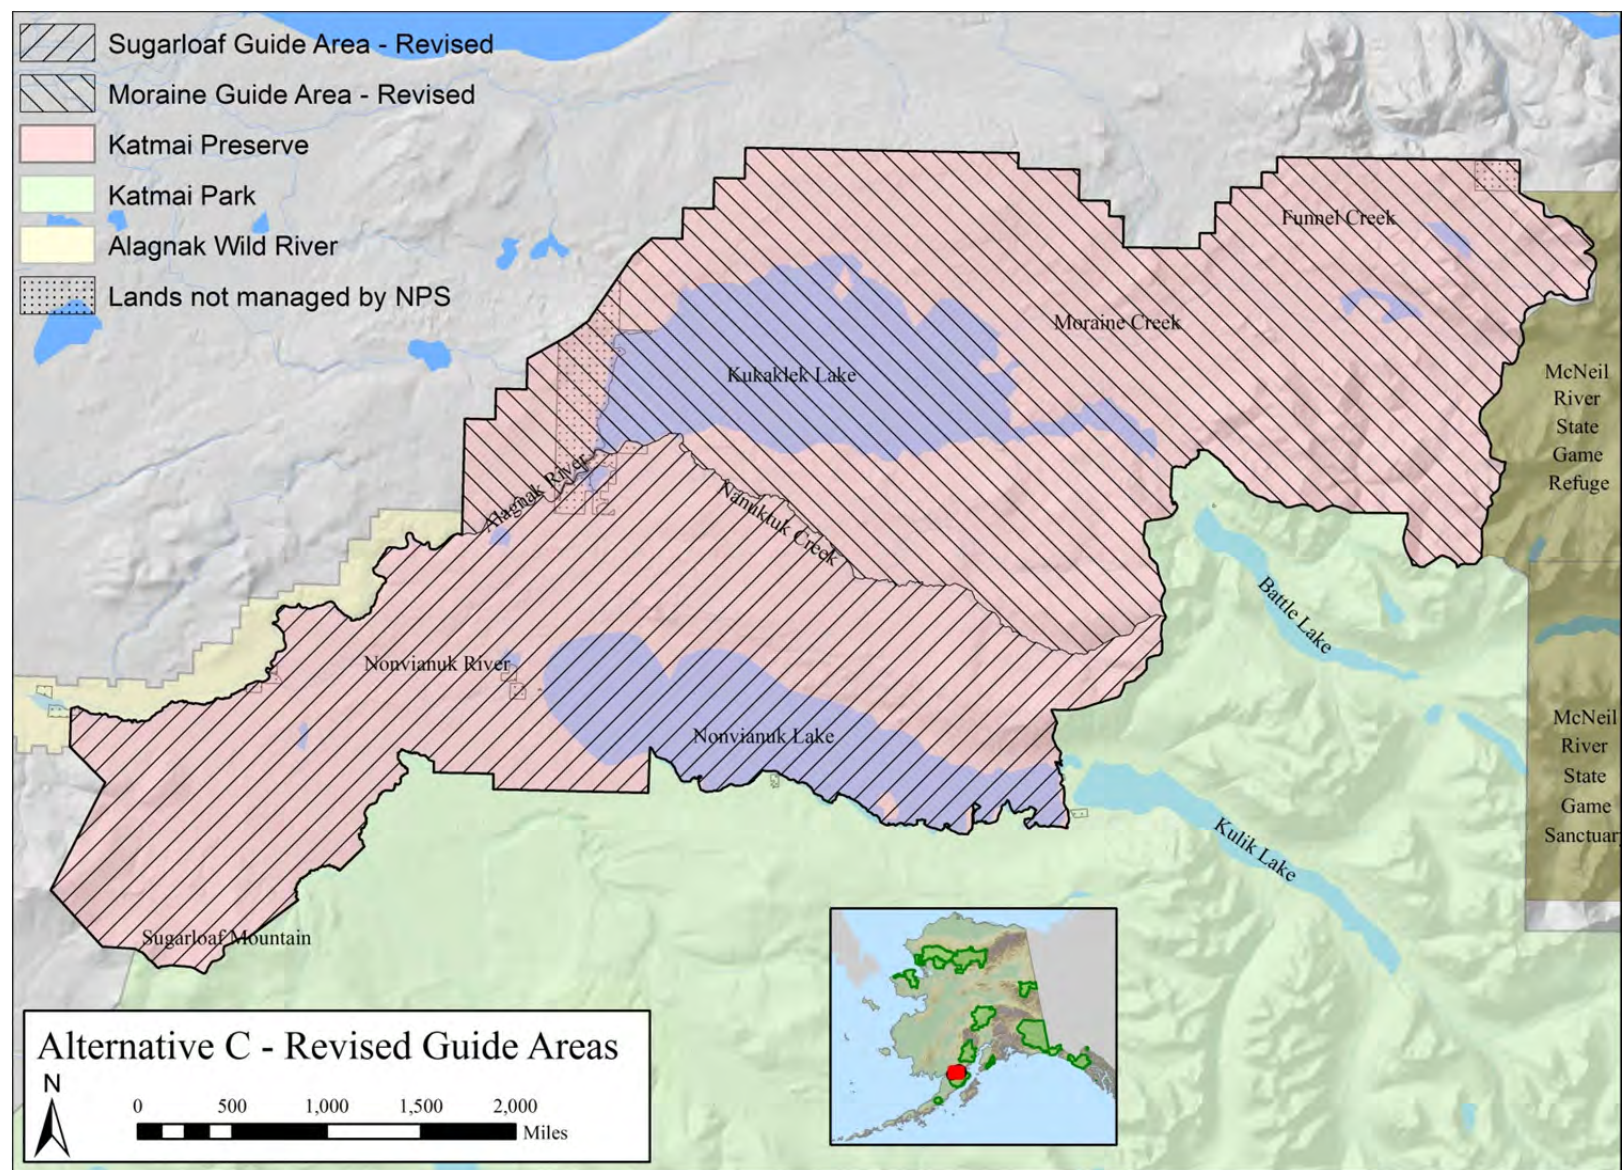 Sugarloaf Guide Area - Revised
Moraine Guide Area - Revised
Katmai Preserve
Katmai Park
Alagnak Wild River
Lands not managed by NPS
Funnel Creek
Moraine Creek
Kukaklek Lake
McNeil
River
State
Game
Refuge
Alagnak River
Nanuktuk Creek
Battle Lake
Nonvianuk River
Nonvianuk Lake
McNeil
River
State
Game
Sanctuar
Kulik Lake
Sugarloaf Mountain
Alternative C - Revised Guide Areas
N
0 500 1,000 1,500 2,000
Miles